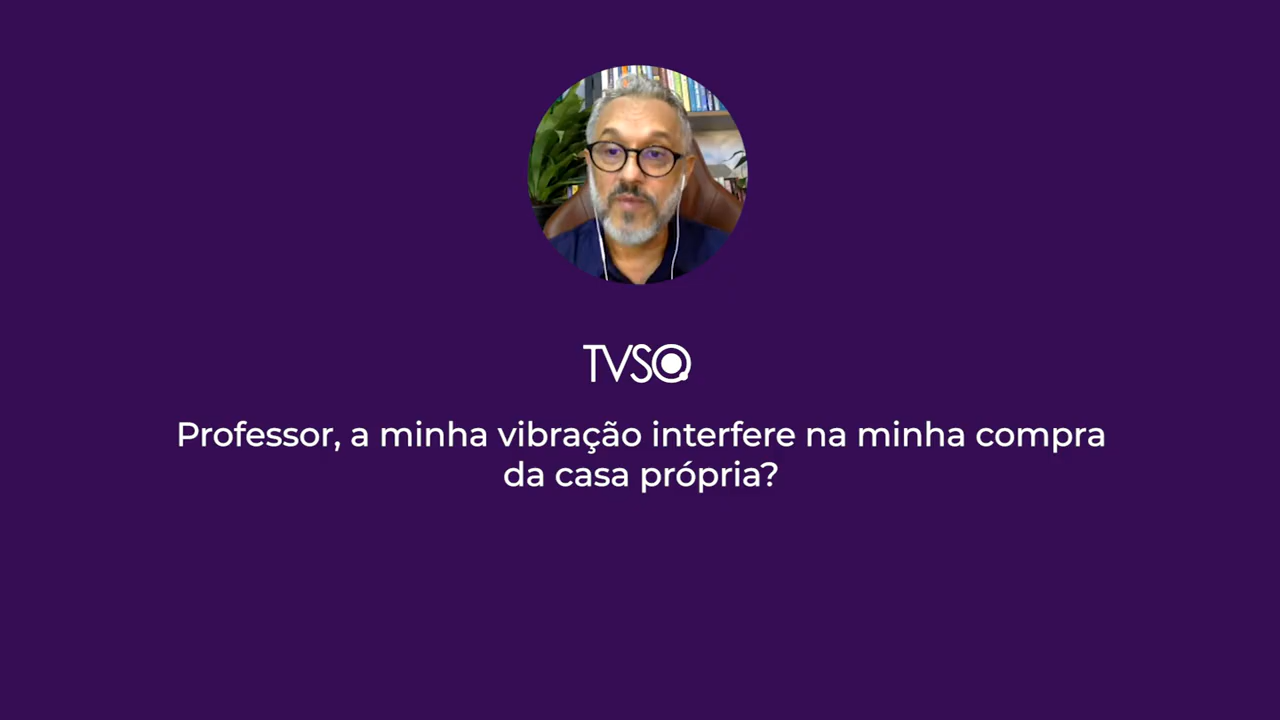 TVSQ
Professor, a minha vibração interfere na minha compra
da casa própria?